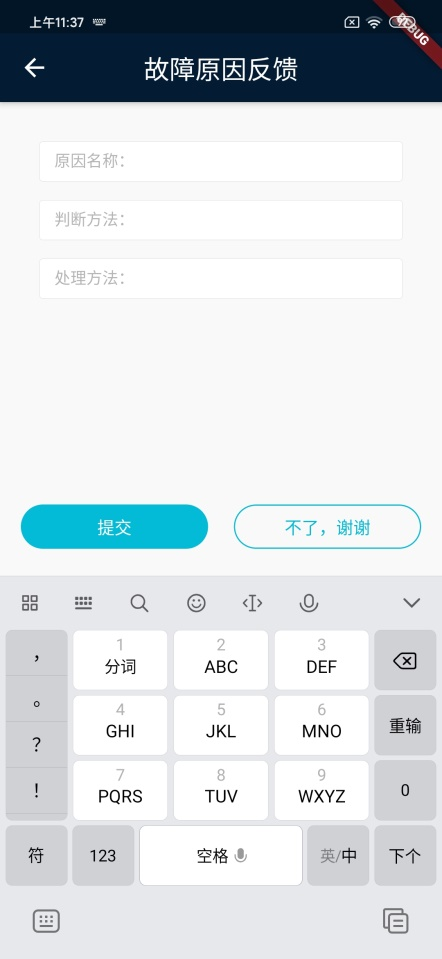 上午11:37
DEBUG
故障原因反馈
原因名称：
判断方法：
处理方法：
提交
不了，谢谢
，
。
？
！
1
分词
2
ABC
3
DEF
4
GHI
5
JKL
6
MNO
重输
7
PQRS
8
TUV
9
WXYZ
0
符
123
空格
英/中
下个